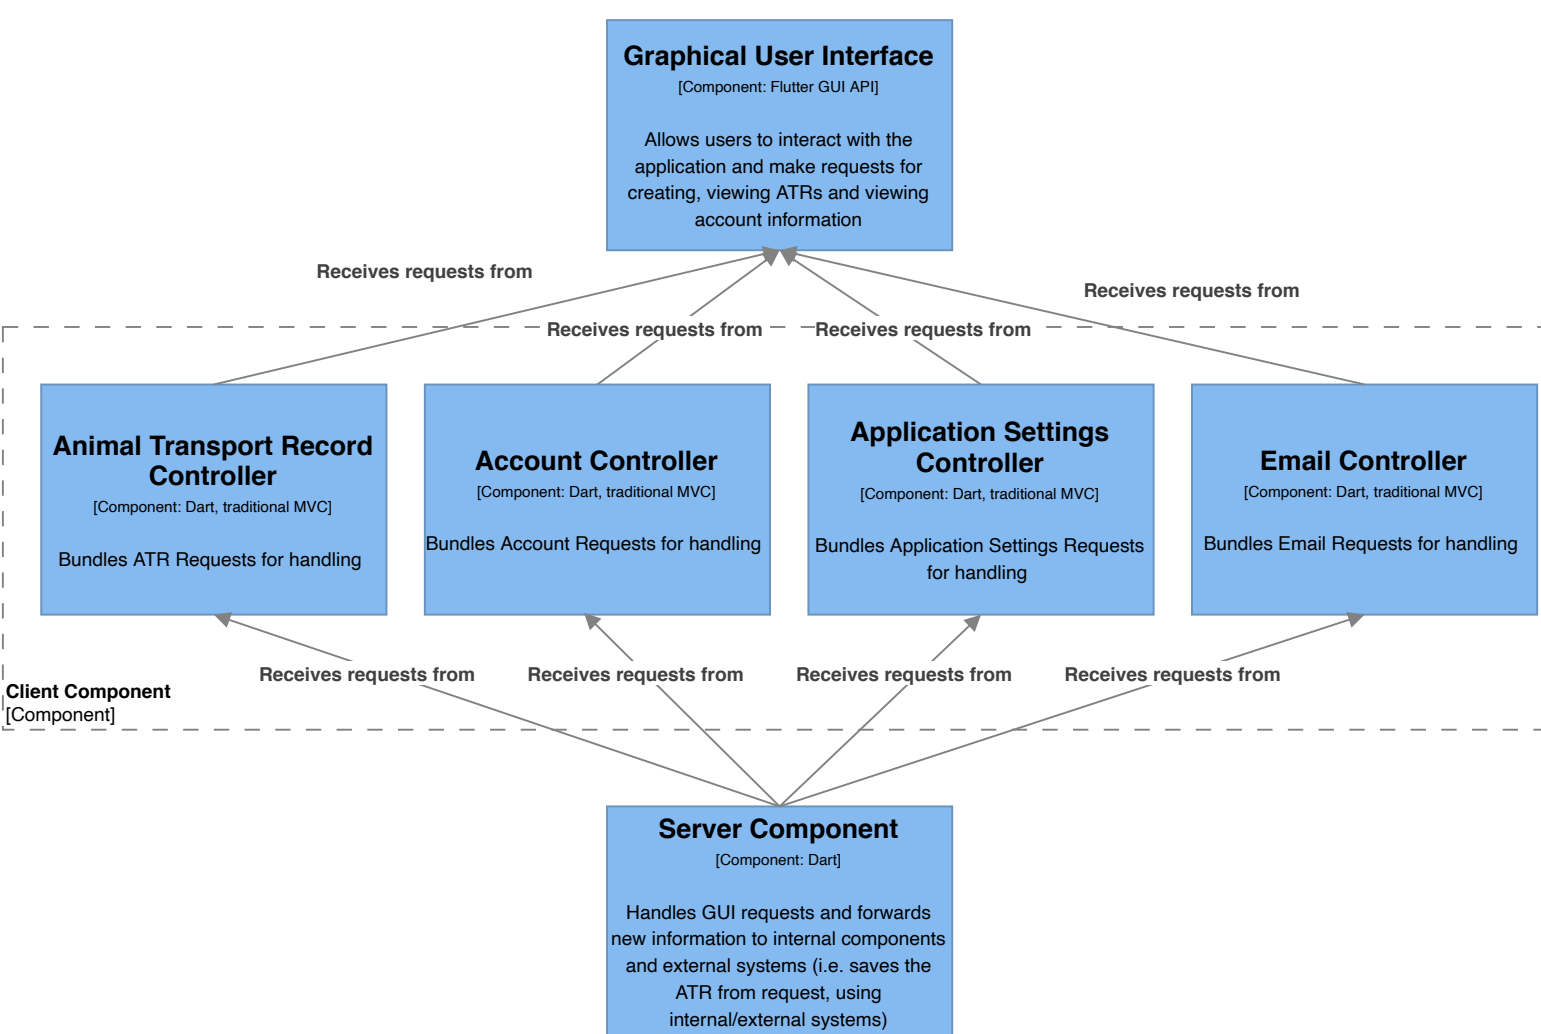 Graphical User Interface
[Component: Flutter GUI API]
Allows users to interact with the
application and make requests for
creating, viewing ATRs and viewing
account information
Receives requests from
Receives requests from
Receives requests from
Receives requests from
Animal Transport Record
Controller
[Component: Dart, traditional MVC]
Bundles ATR Requests for handling
Account Controller
[Component: Dart, traditional MVC]
Bundles Account Requests for handling
Application Settings
Controller
[Component: Dart, traditional MVC]
Bundles Application Settings Requests
for handling
Email Controller
[Component: Dart, traditional MVC]
Bundles Email Requests for handling
Receives requests from
Receives requests from
Receives requests from
Receives requests from
Client Component
[Component]
Server Component
[Component: Dart]
Handles GUI requests and forwards
new information to internal components
and external systems (i.e. saves the
ATR from request, using
internal/external systems)